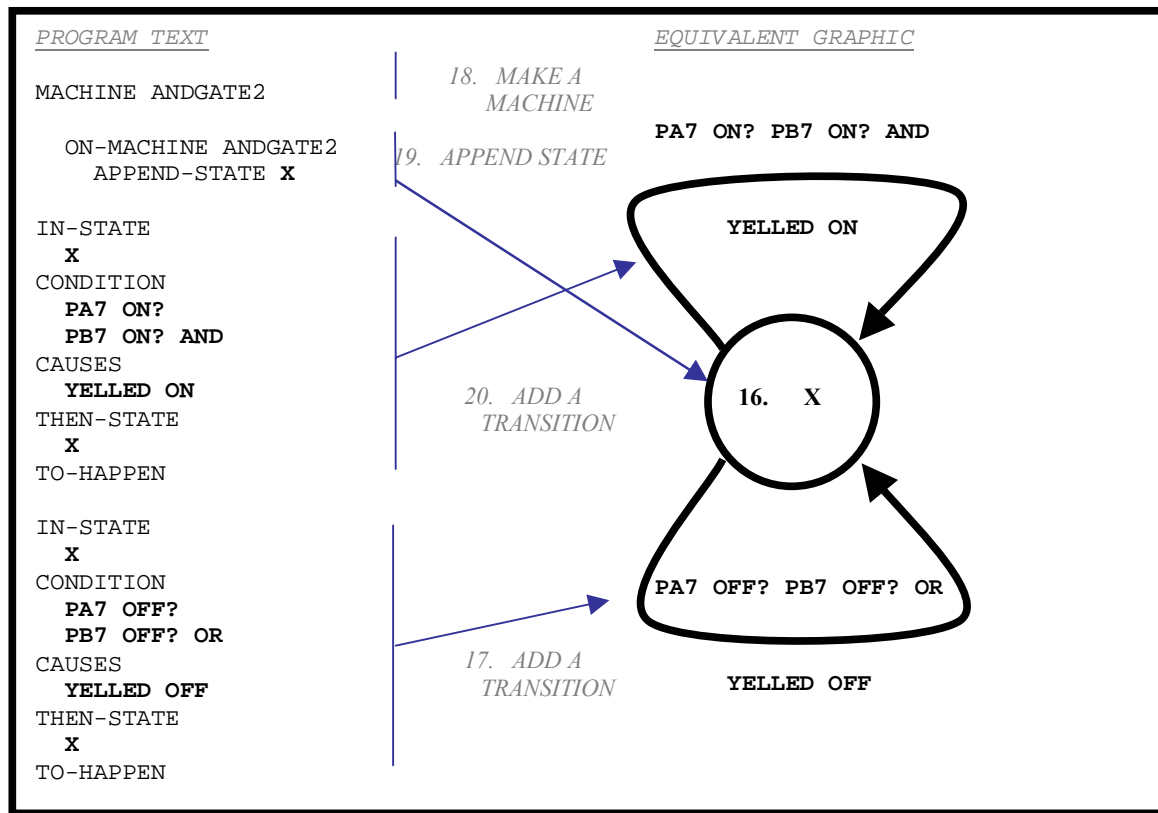 PROGRAM TEXT
MACHINE ANDGATE2
ON-MACHINE ANDGATE2
APPEND-STATE X
IN-STATE
X
CONDITION
PA7 ON?
PB7 ON? AND
CAUSES
YELLED ON
THEN-STATE
X
TO-HAPPEN
IN-STATE
X
CONDITION
PA7 OFF?
PB7 OFF? OR
CAUSES
YELLED OFF
THEN-STATE
X
TO-HAPPEN
18. MAKE A
MACHINE
19. APPEND STATE
20. ADD A
TRANSITION
17. ADD A
TRANSITION
EQUIVALENT GRAPHIC
PA7 ON? PB7 ON? AND
YELLED ON
16. X
PA7 OFF? PB7 OFF? OR
YELLED OFF